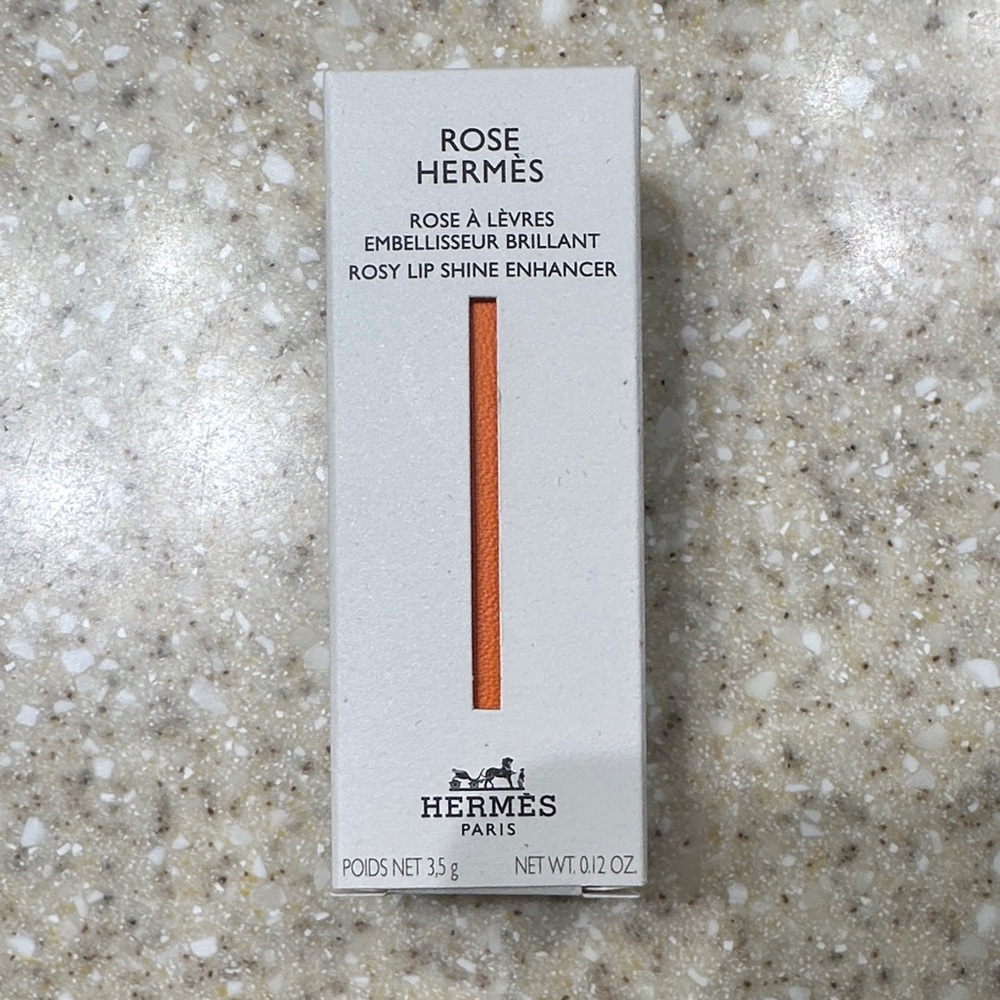 ROSE
HERMÈS
ROSE À LÈVRES
EMBELLISSEUR BRILLANT
ROSY LIP SHINE ENHANCER
HERMÈS
PARIS
POIDS NET 3,5 g NET WT. 0.12 OZ.